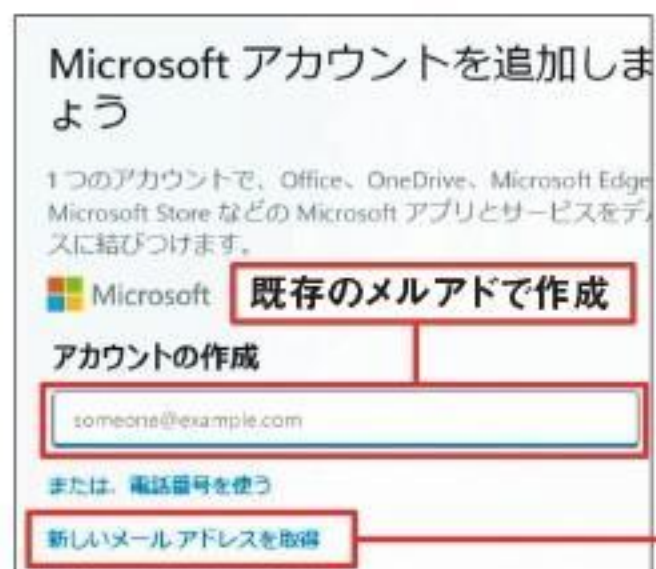 Microsoft アカウントを追加しま
ょう
1 つのアカウントで、Office、OneDrive、Microsoft Edge
Microsoft Store などの Microsoft アプリとサービスをデバ
スに結びつけます。
Microsoft
既存のメルアドで作成
アカウントの作成
someone@example.com
または、電話番号を使う
新しいメール アドレスを取得